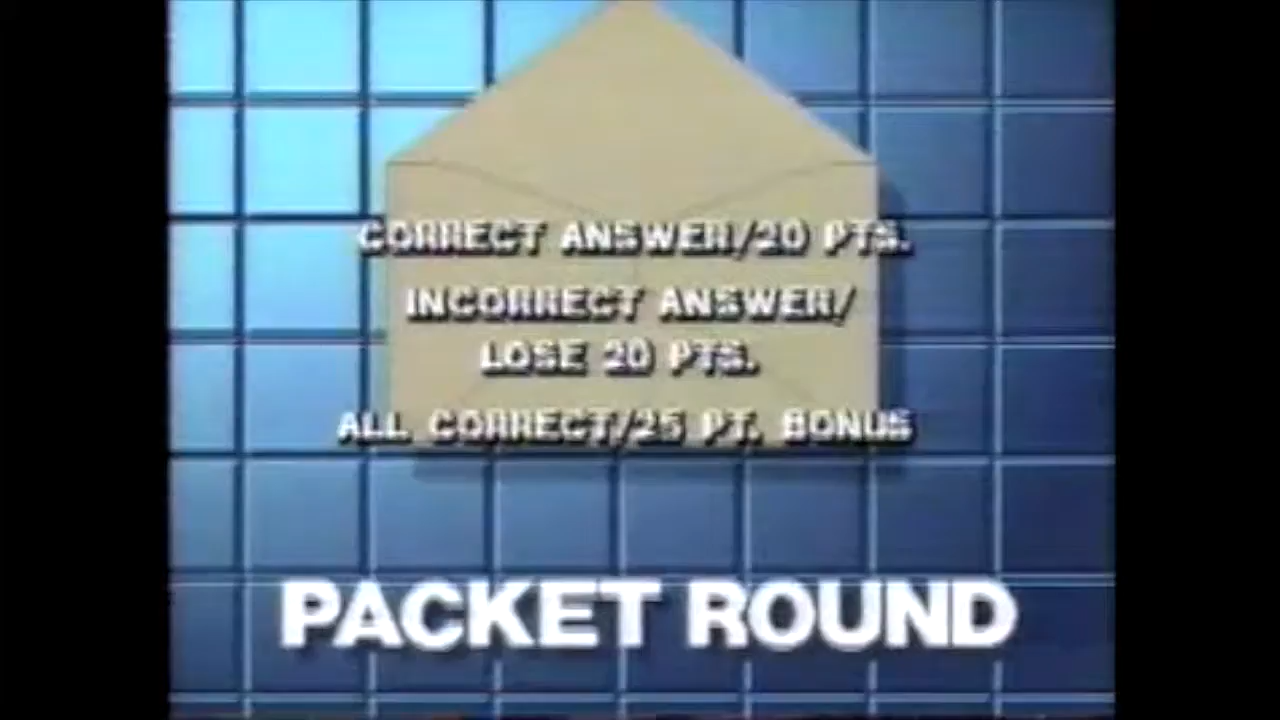 CORRECT ANSWER/20 PTS.
INCORRECT ANSWER/
LOSE 20 PTS.
ALL CORRECT/25 PT. BONUS
PACKET ROUND